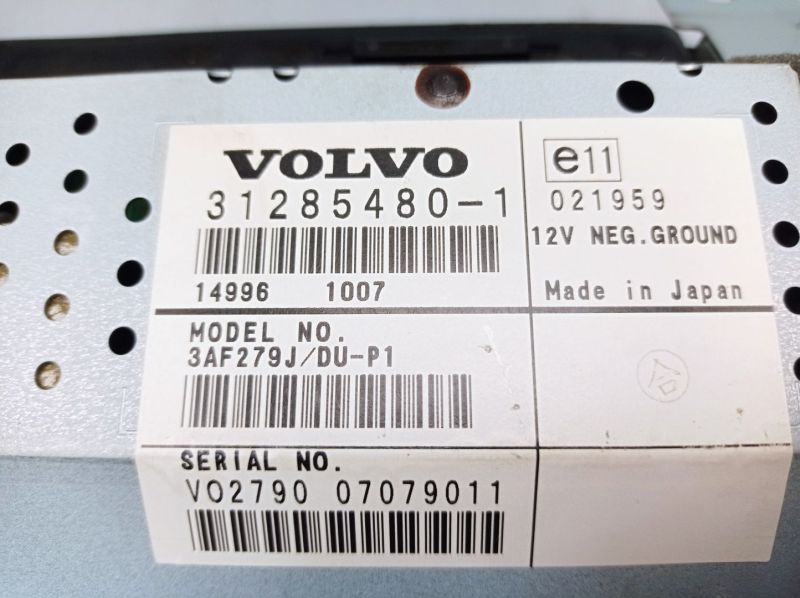 VOLVO
31285480-1
14996 1007
e11
021959
12V NEG.GROUND
Made in Japan
MODEL NO.
3AF279J/DU-P1
合
SERIAL NO.
VO2790 07079011